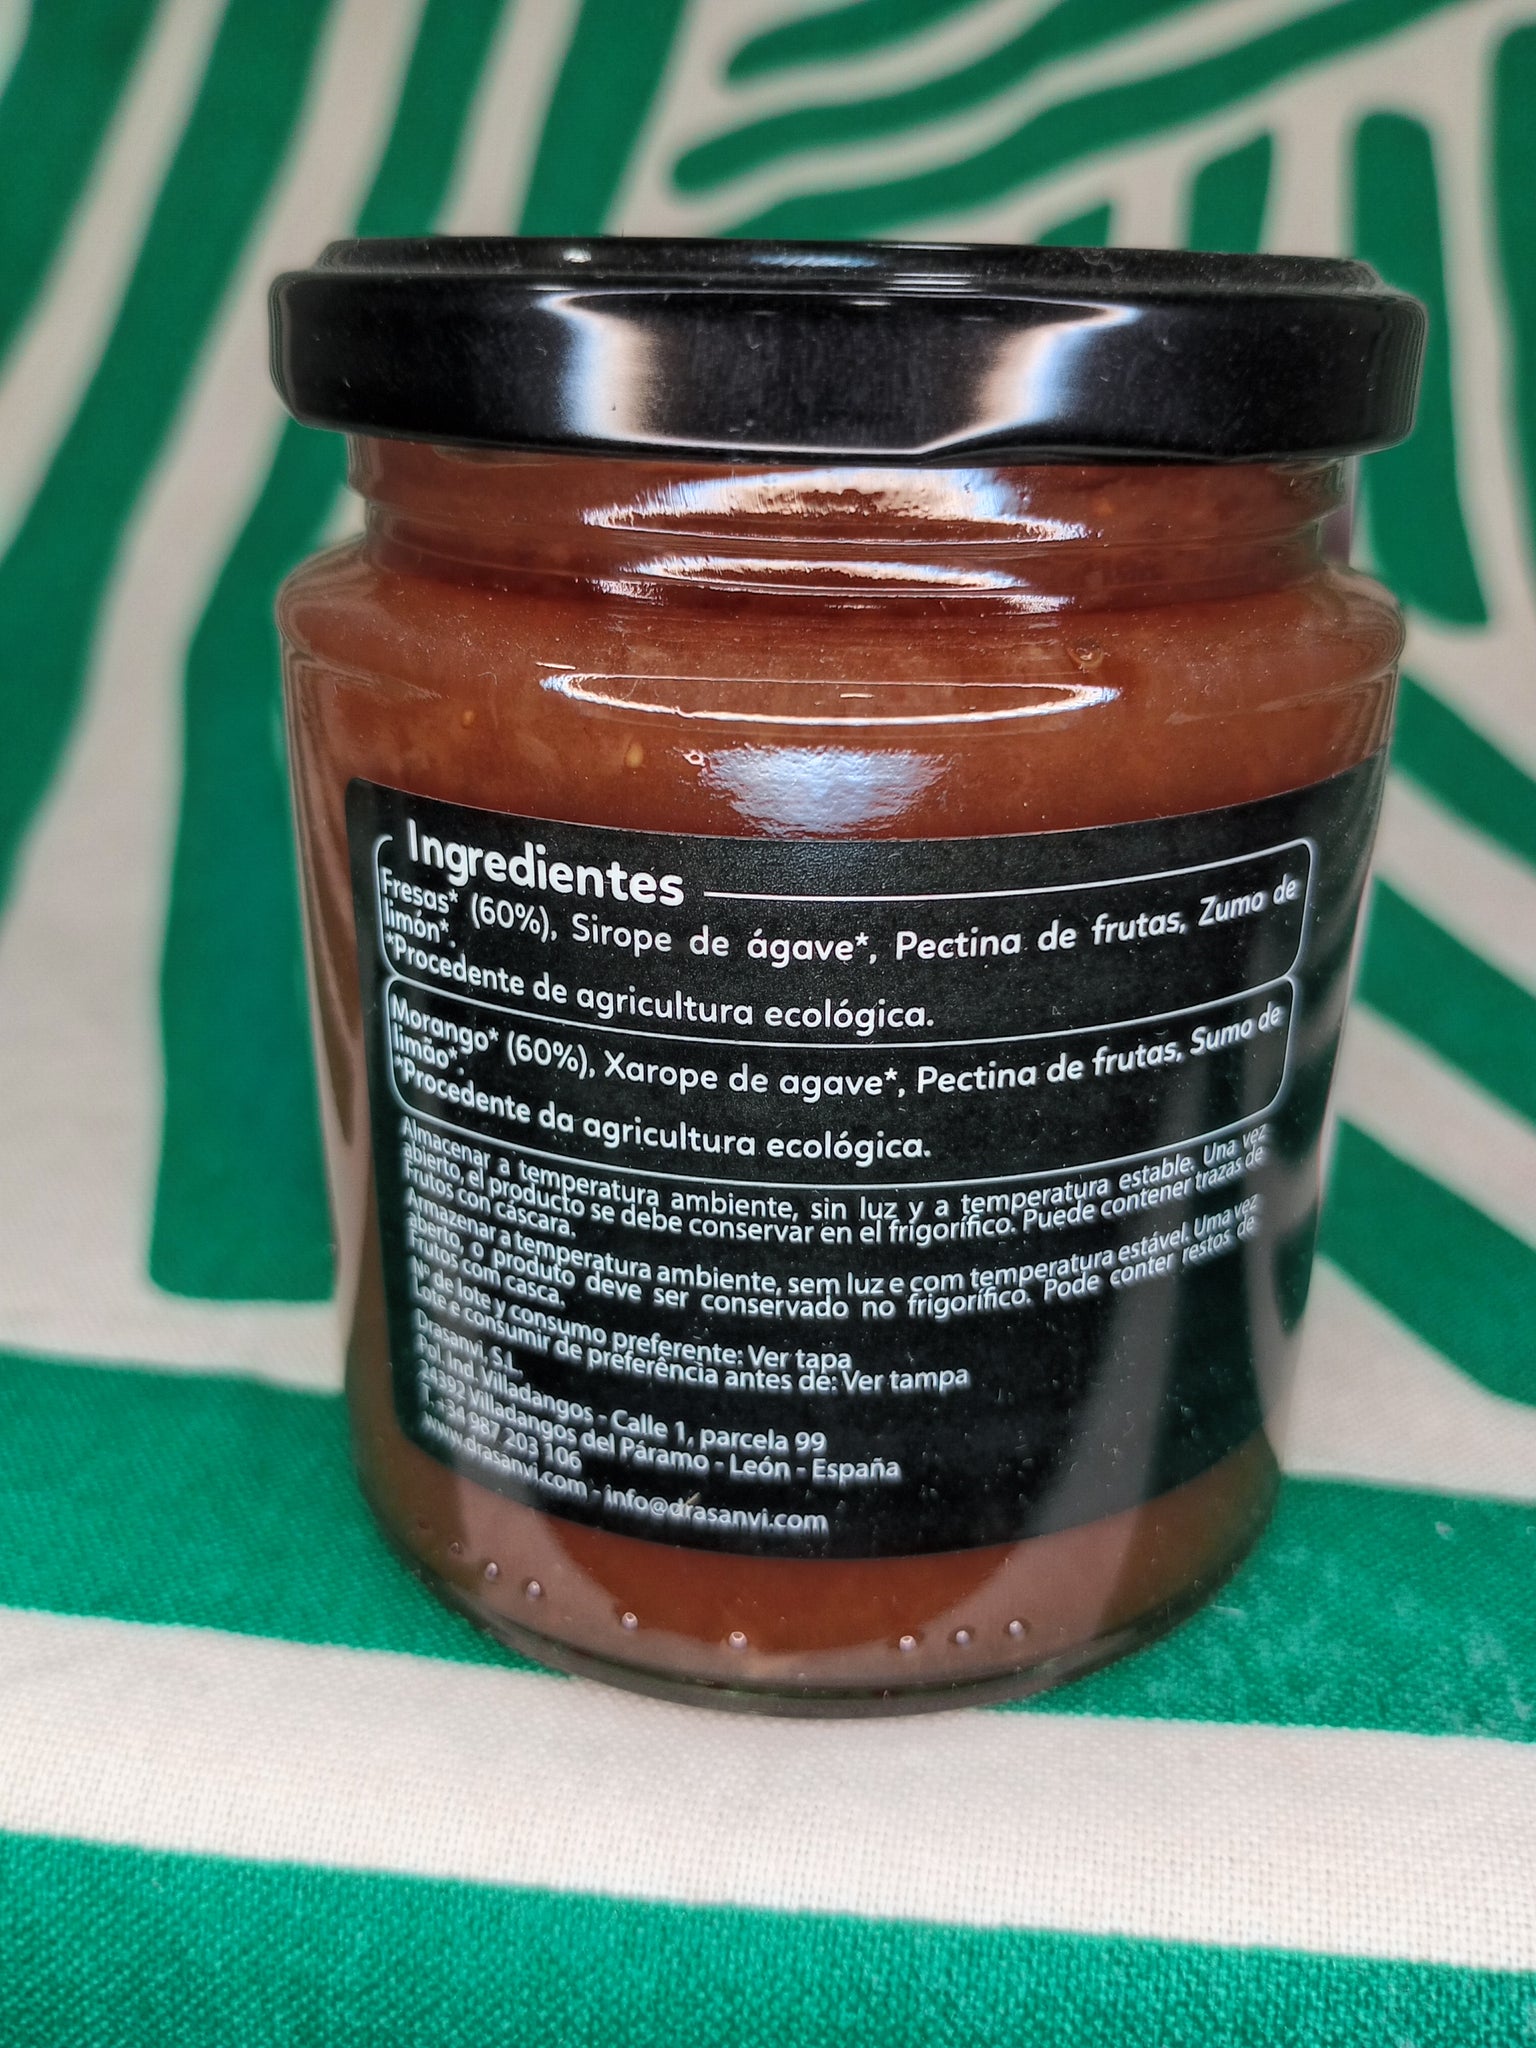 Ingredientes
Fresas* (60%), Sirope de ágave*, Pectina de frutas, Zumo de
limón*.
*Procedente de agricultura ecológica.
Morango* (60%), Xarope de agave*, Pectina de frutas, Sumo de
limão*.
*Procedente da agricultura ecológica.
Almacenar a temperatura ambiente, sin luz y a temperatura estable. Una vez
abierto, el producto se debe conservar en el frigorífico. Puede contener trazas de
Frutos con cáscara.
Armazenar a temperatura ambiente, sem luz e com temperatura estável. Uma vez
aberto, o produto deve ser conservado no frigorífico. Pode conter restos de
Frutos com casca.
Nº de lote y consumo preferente: Ver tapa
Lote e consumir de preferência antes de: Ver tampa
Drasanvi, S.L.
Pol. Ind. Villadangos - Calle 1, parcela 99
24392 Villadangos del Páramo - León - España
T. +34 987 203 106
www.drasanvi.com - info@drasanvi.com